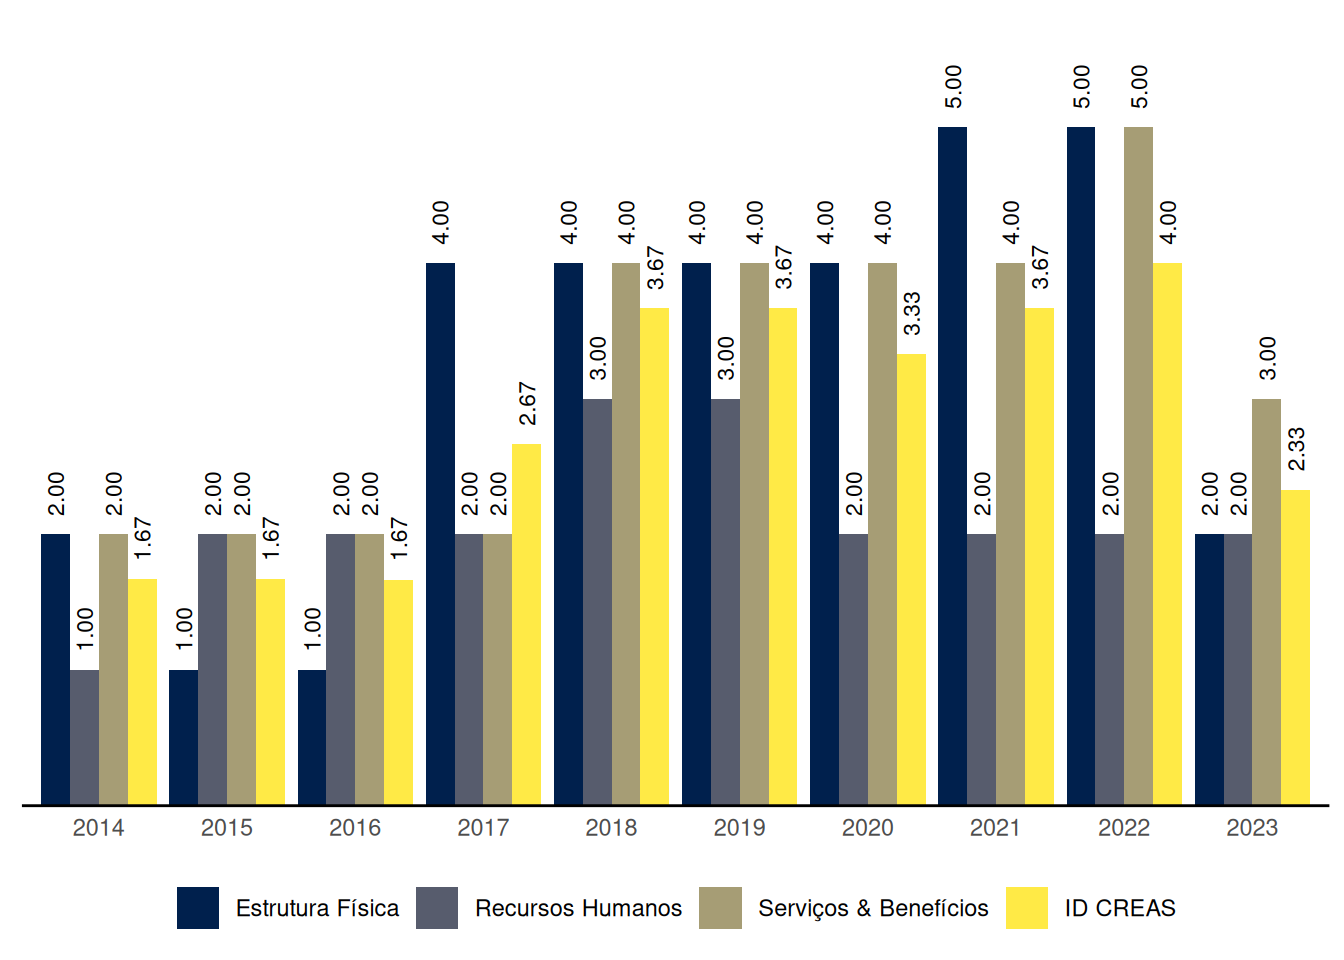 5.00 5.00 5.00
4.00 4.00 4.00 4.00 4.00 4.00 4.00 4.00 4.00
3.67 3.67 3.67
3.33
3.00 3.00 3.00
2.67
2.33
2.00 2.00 2.00 2.00 2.00 2.00 2.00 2.00 2.00 2.00 2.00 2.00 2.00
1.67 1.67 1.67
1.00 1.00 1.00
2014 2015 2016 2017 2018 2019 2020 2021 2022 2023
Estrutura Física Recursos Humanos Serviços & Benefícios ID CREAS